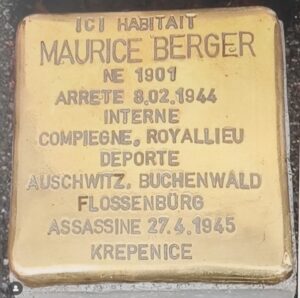 ICI HABITAIT
MAURICE BERGER
NE 1901
ARRETE 8.02.1944
INTERNE
COMPIEGNE, ROYALLIEU
DEPORTE
AUSCHWITZ, BUCHENWALD
FLOSSENBÜRG
ASSASSINE 27.4.1945
KREPENICE